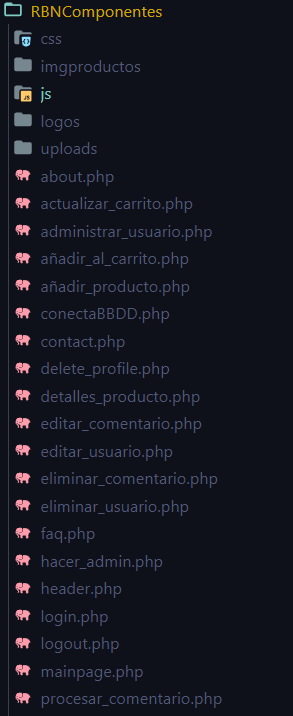 RBNComponentes
css
imgproductos
js
logos
uploads
about.php
actualizar_carrito.php
administrar_usuario.php
añadir_al_carrito.php
añadir_producto.php
conectaBBDD.php
contact.php
delete_profile.php
detalles_producto.php
editar_comentario.php
editar_usuario.php
eliminar_comentario.php
eliminar_usuario.php
faq.php
hacer_admin.php
header.php
login.php
logout.php
mainpage.php
procesar_comentario.php